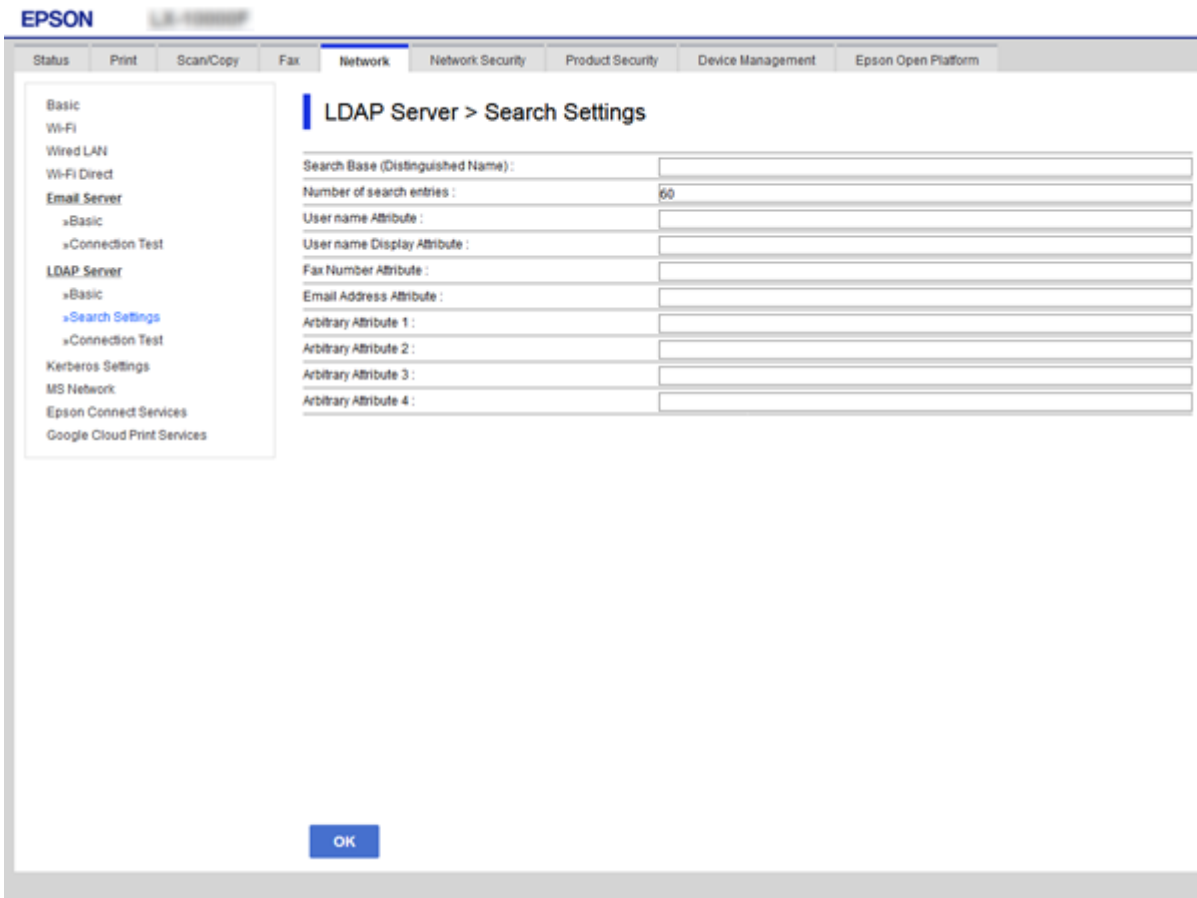 EPSON
Status Print Scan/Copy Fax Network Network Security Product Security Device Management Epson Open Platform
Basic
Wi-Fi
Wired LAN
Wi-Fi Direct
Email Server
»Basic
»Connection Test
LDAP Server
»Basic
»Search Settings
»Connection Test
Kerberos Settings
MS Network
Epson Connect Services
Google Cloud Print Services
LDAP Server > Search Settings
Search Base (Distinguished Name) :
Number of search entries : 60
User name Attribute :
User name Display Attribute :
Fax Number Attribute :
Email Address Attribute :
Arbitrary Attribute 1 :
Arbitrary Attribute 2 :
Arbitrary Attribute 3 :
Arbitrary Attribute 4 :
OK